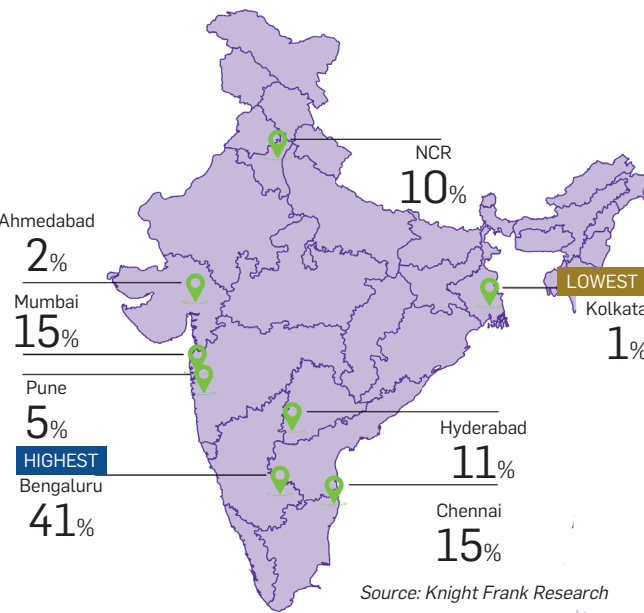 NCR
10%
Ahmedabad
2%
LOWEST
Kolkata
1%
Mumbai
15%
Pune
5%
Hyderabad
11%
HIGHEST
Bengaluru
41%
Chennai
15%
Source: Knight Frank Research